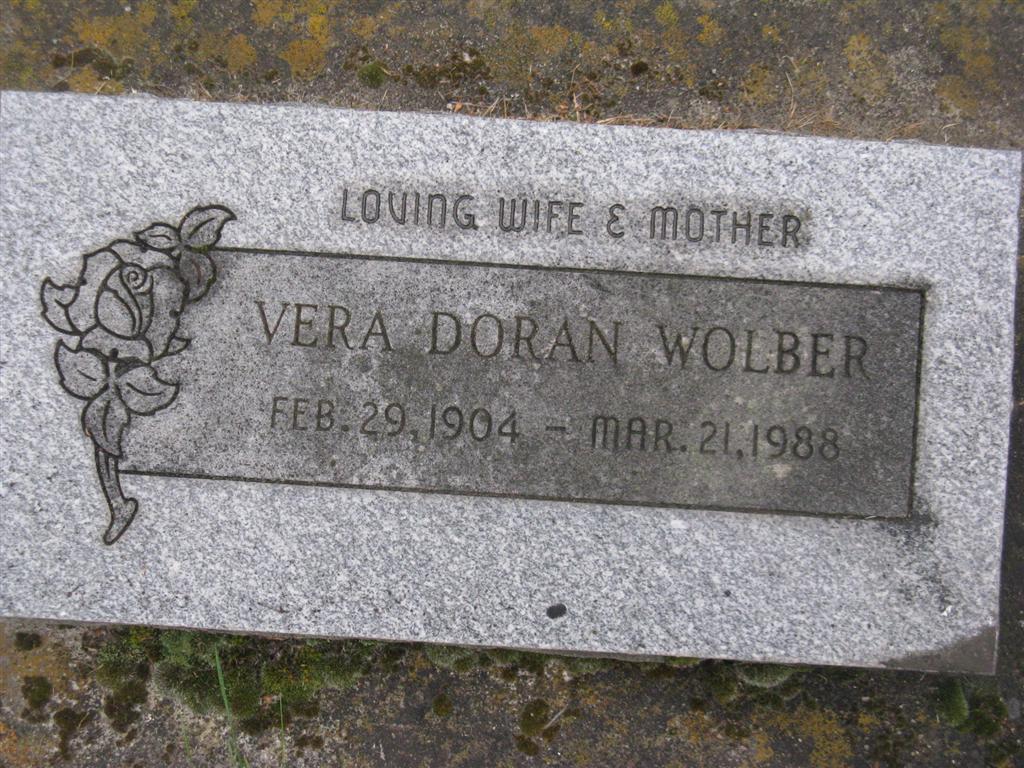 LOVING WIFE & MOTHER
VERA DORAN WOLBER
FEB. 29, 1904 - MAR. 21, 1988